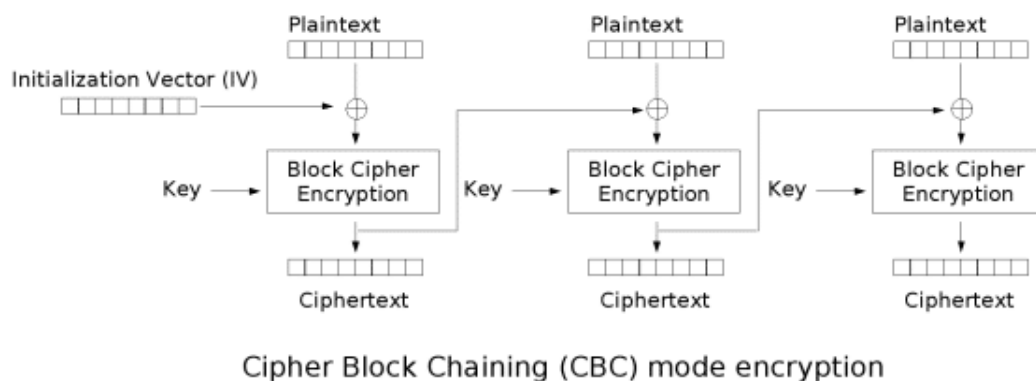 Plaintext
Plaintext
Plaintext
Initialization Vector (IV)
Key
Block Cipher
Encryption
Key
Block Cipher
Encryption
Key
Block Cipher
Encryption
Ciphertext
Ciphertext
Ciphertext
Cipher Block Chaining (CBC) mode encryption